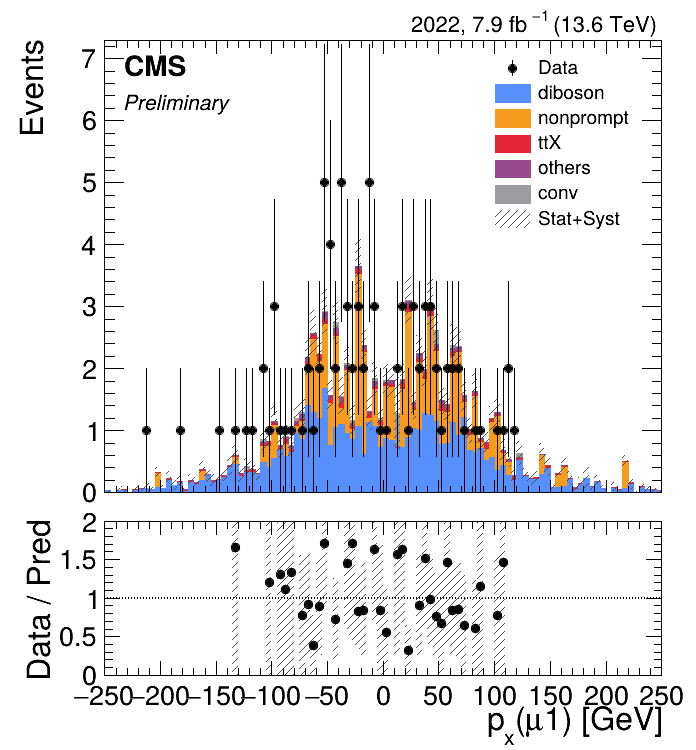 2022, 7.9 fb⁻¹ (13.6 TeV)
CMS
Preliminary
Events
7
6
5
4
3
2
1
0
Data
diboson
nonprompt
ttX
others
conv
Stat+Syst
Data / Pred
2
1.5
1
0.5
0
−250 −200 −150 −100 −50 0 50 100 150 200 250
pₓ(μ1) [GeV]